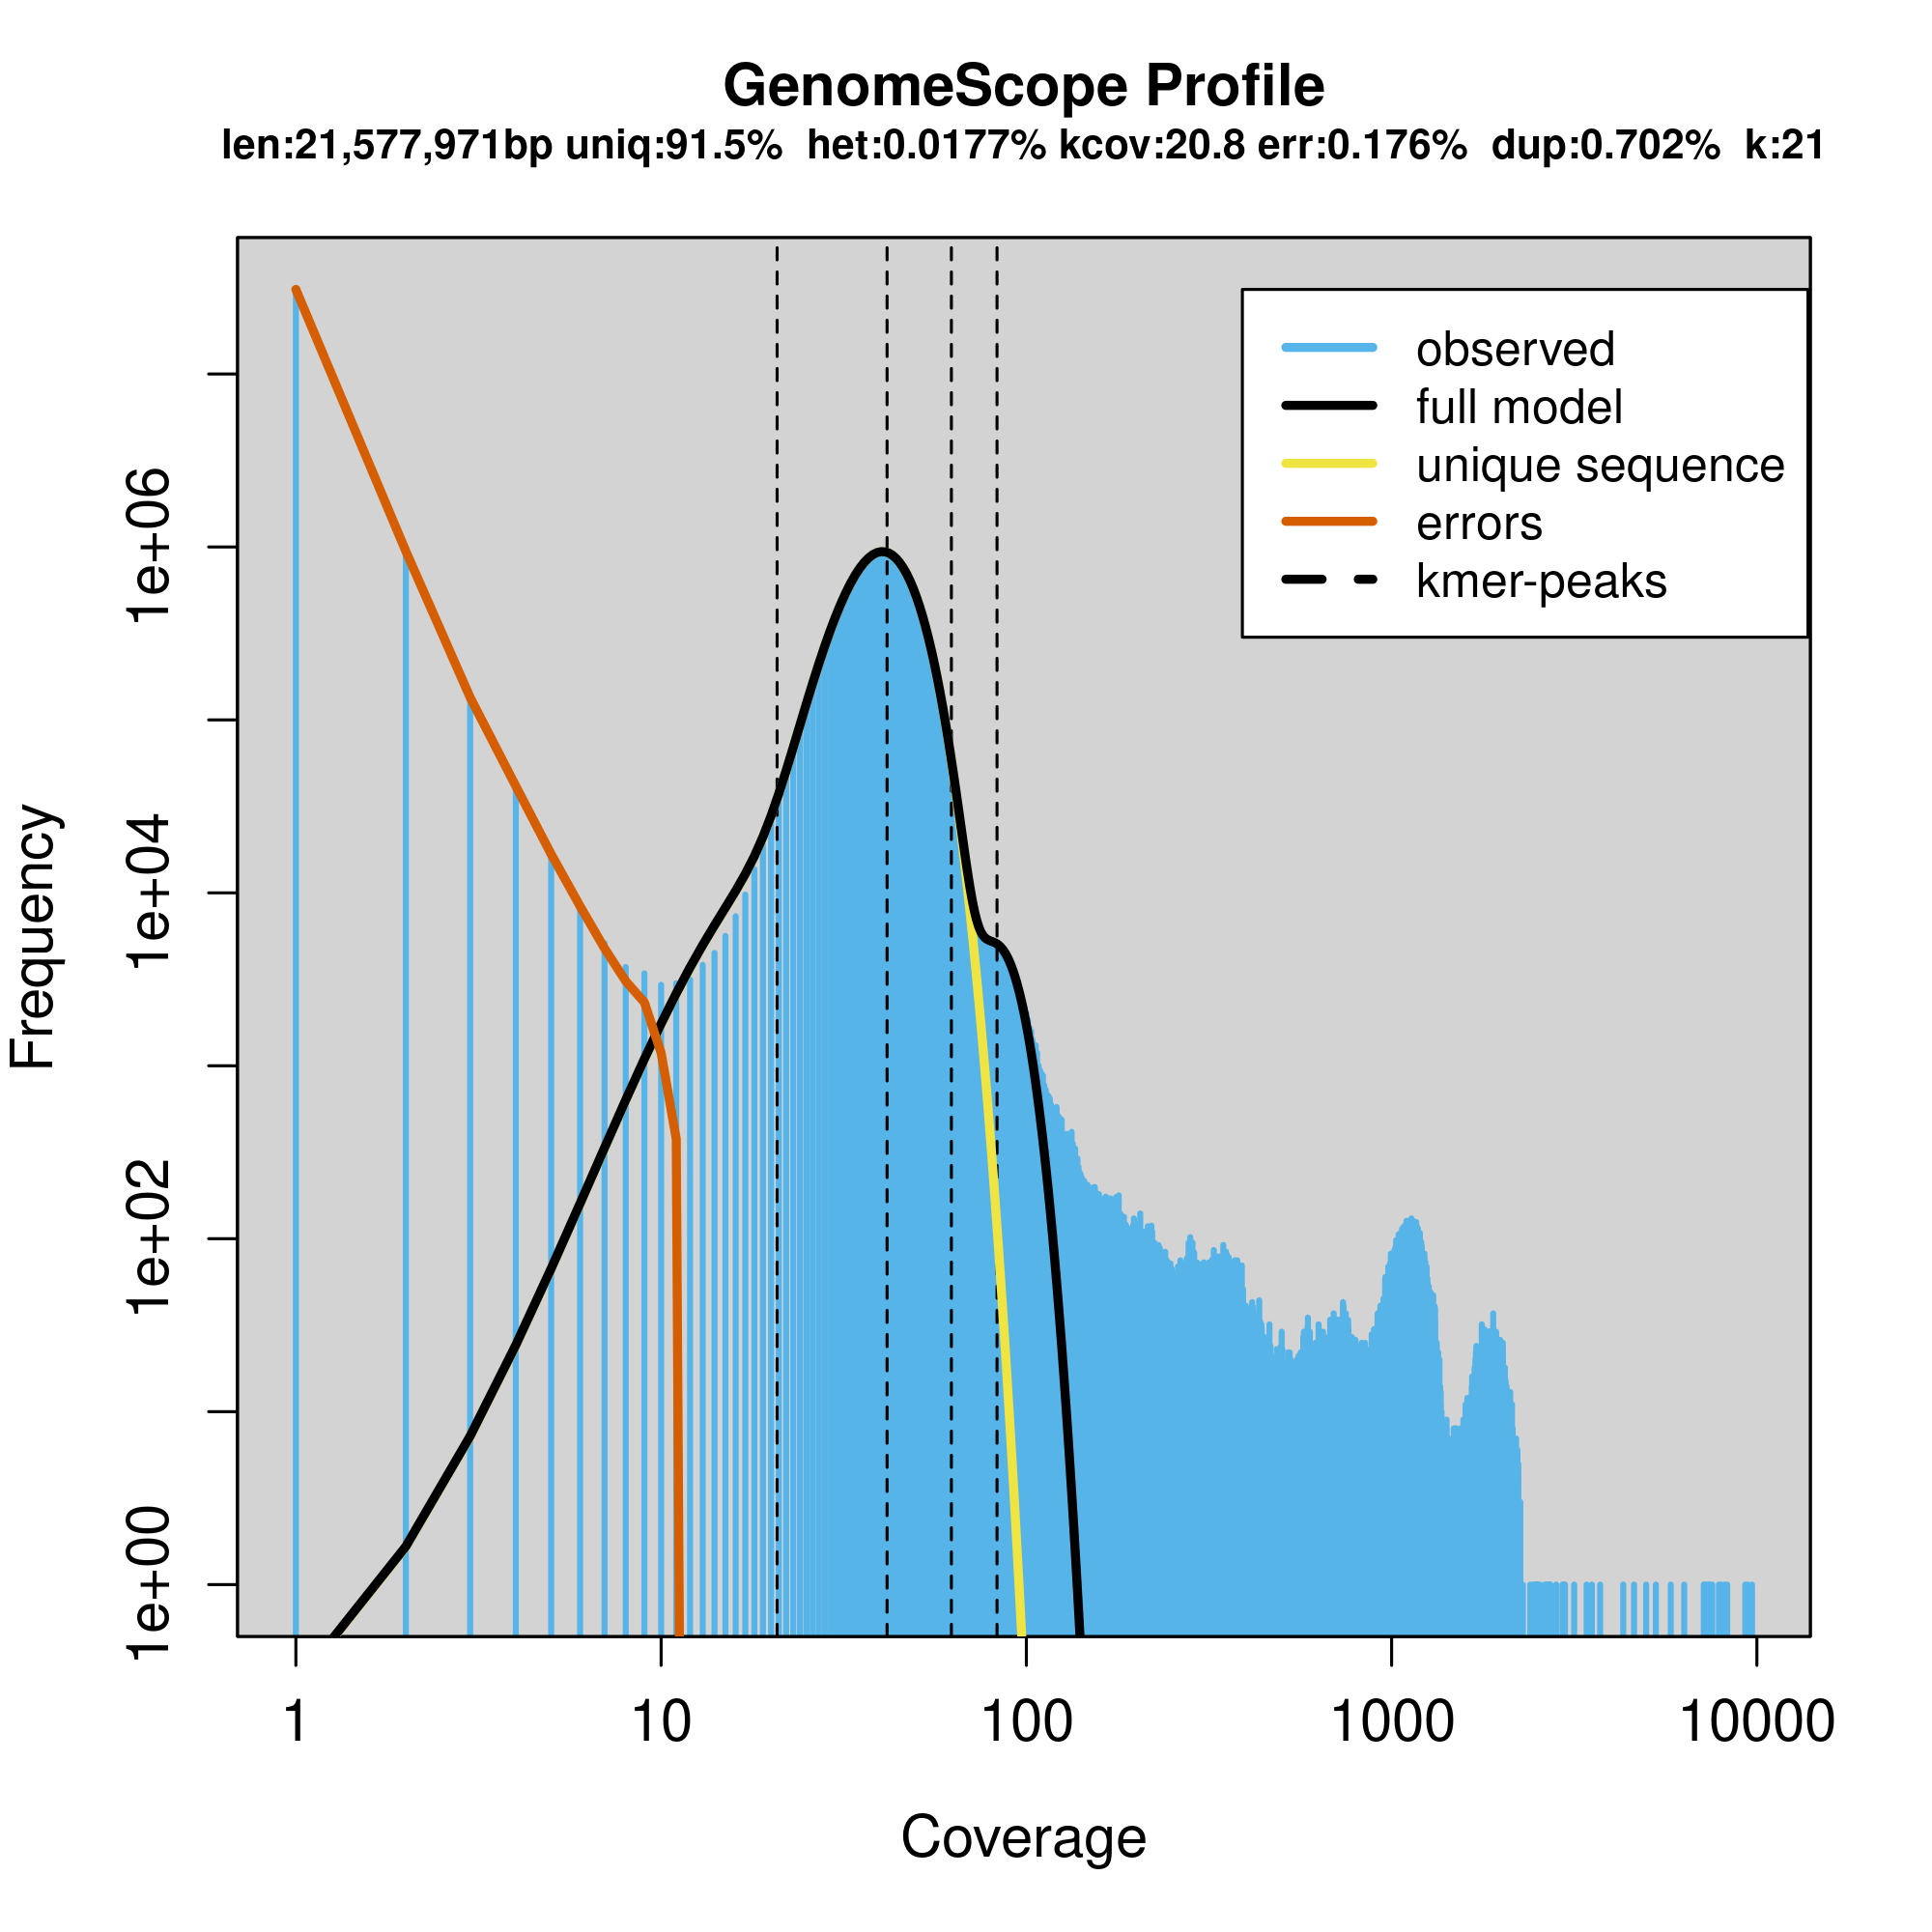 GenomeScope Profile
len:21,577,971bp uniq:91.5% het:0.0177% kcov:20.8 err:0.176% dup:0.702% k:21
observed
full model
unique sequence
errors
kmer-peaks
Frequency
1e+06
1e+04
1e+02
1e+00
1 10 100 1000 10000
Coverage